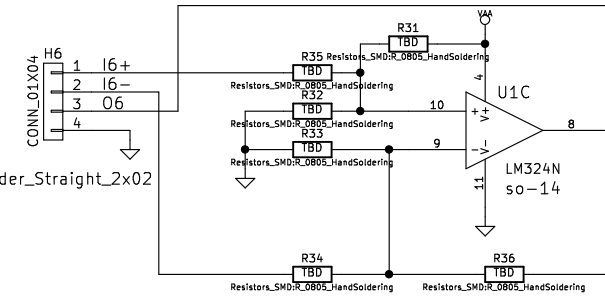 VAA
R31
TBD
Resistors_SMD:R_0805_HandSoldering
H6
CONN_01X04
1 I6+
2 I6-
3 O6
4
R35
TBD
Resistors_SMD:R_0805_HandSoldering
4
U1C
R32
TBD
Resistors_SMD:R_0805_HandSoldering
10
+
V+
8
R33
TBD
Resistors_SMD:R_0805_HandSoldering
9
-
V-
LM324N
so-14
11
der_Straight_2x02
R34
TBD
Resistors_SMD:R_0805_HandSoldering
R36
TBD
Resistors_SMD:R_0805_HandSoldering